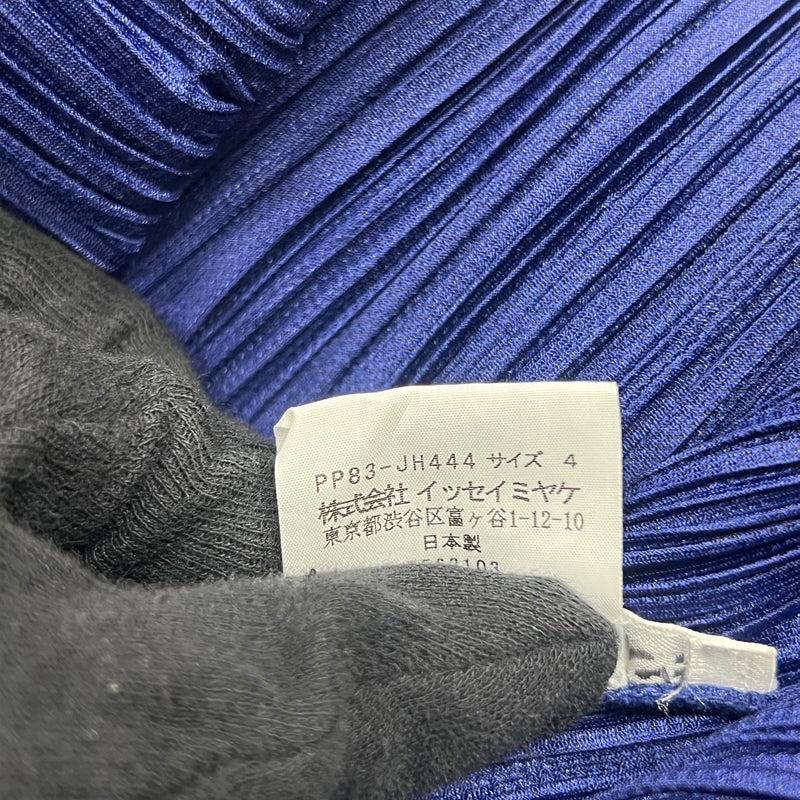 PP83-JH444 サイズ 4
株式会社 イッセイミヤケ
東京都渋谷区富ヶ谷1-12-10
日本製